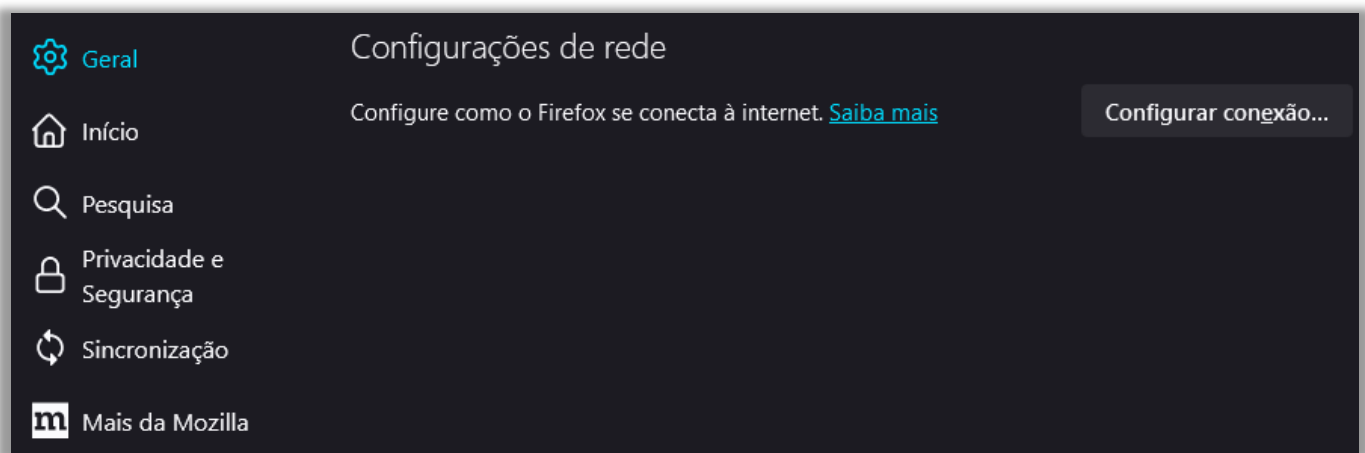 Geral
Início
Pesquisa
Privacidade e
Segurança
Sincronização
m Mais da Mozilla
Configurações de rede
Configure como o Firefox se conecta à internet. Saiba mais
Configurar conexão...